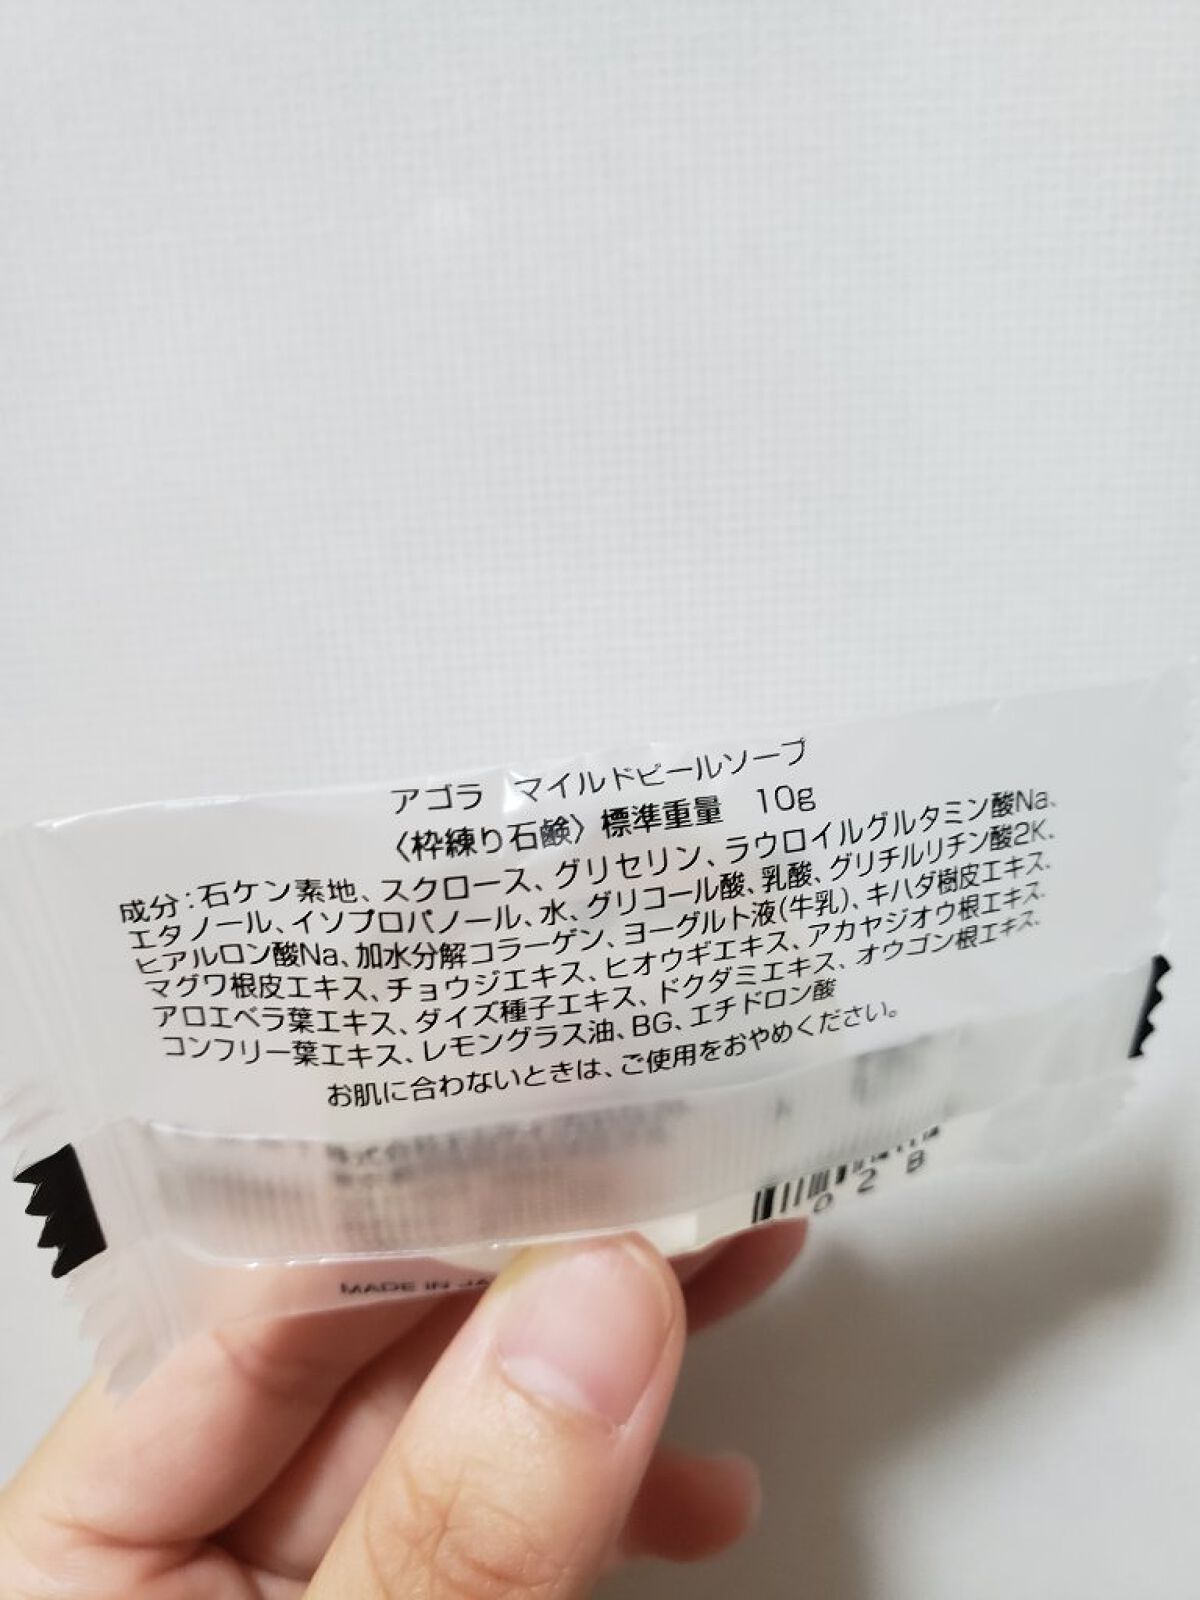 アゴラ マイルドピールソープ
〈枠練り石鹸〉標準重量 10g
成分:石ケン素地、スクロース、グリセリン、ラウロイルグルタミン酸Na、
エタノール、イソプロパノール、水、グリコール酸、乳酸、グリチルリチン酸2K、
ヒアルロン酸Na、加水分解コラーゲン、ヨーグルト液(牛乳)、キハダ樹皮エキス、
マグワ根皮エキス、チョウジエキス、ヒオウギエキス、アカヤジオウ根エキス、
アロエベラ葉エキス、ダイズ種子エキス、ドクダミエキス、オウゴン根エキス、
コンフリー葉エキス、レモングラス油、BG、エチドロン酸
お肌に合わないときは、ご使用をおやめください。
株式会社
028
MADE IN JA